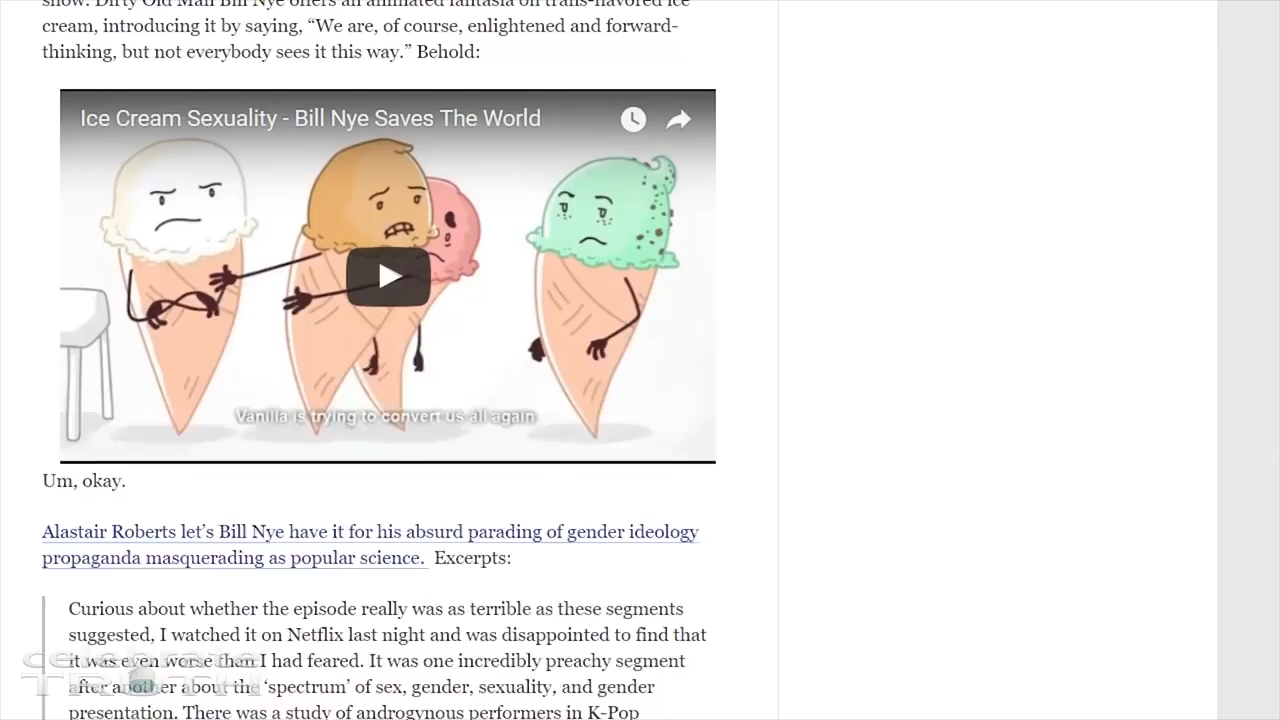 show. Dirty Old Man Bill Nye offers an animated fantasia on trans-flavored ice
cream, introducing it by saying, “We are, of course, enlightened and forward-
thinking, but not everybody sees it this way.” Behold:
Ice Cream Sexuality - Bill Nye Saves The World
Vanilla is trying to convert us all again
Um, okay.
Alastair Roberts let’s Bill Nye have it for his absurd parading of gender ideology
propaganda masquerading as popular science. Excerpts:
Curious about whether the episode really was as terrible as these segments
suggested, I watched it on Netflix last night and was disappointed to find that
it was even worse than I had feared. It was one incredibly preachy segment
after another about the ‘spectrum’ of sex, gender, sexuality, and gender
presentation. There was a study of androgynous performers in K-Pop
celebrate
TRUTH